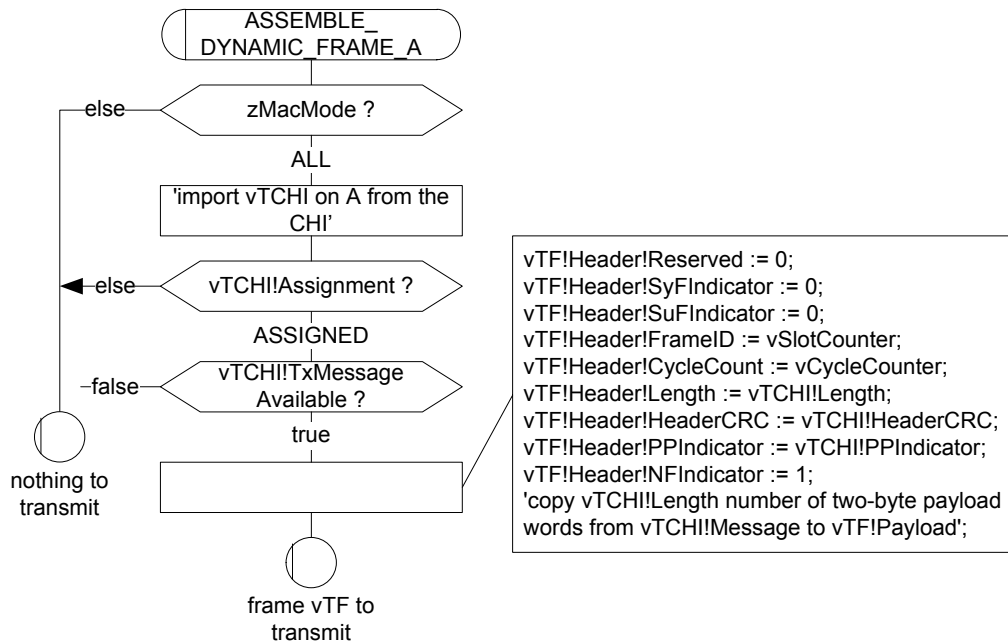 ASSEMBLE_
DYNAMIC_FRAME_A
else
zMacMode ?
ALL
'import vTCHI on A from the
CHI’
else
vTCHI!Assignment ?
ASSIGNED
false
vTCHI!TxMessage
Available ?
true
nothing to
transmit
frame vTF to
transmit
vTF!Header!Reserved := 0;
vTF!Header!SyFIndicator := 0;
vTF!Header!SuFIndicator := 0;
vTF!Header!FrameID := vSlotCounter;
vTF!Header!CycleCount := vCycleCounter;
vTF!Header!Length := vTCHI!Length;
vTF!Header!HeaderCRC := vTCHI!HeaderCRC;
vTF!Header!PPIndicator := vTCHI!PPIndicator;
vTF!Header!NFIndicator := 1;
'copy vTCHI!Length number of two-byte payload
words from vTCHI!Message to vTF!Payload';